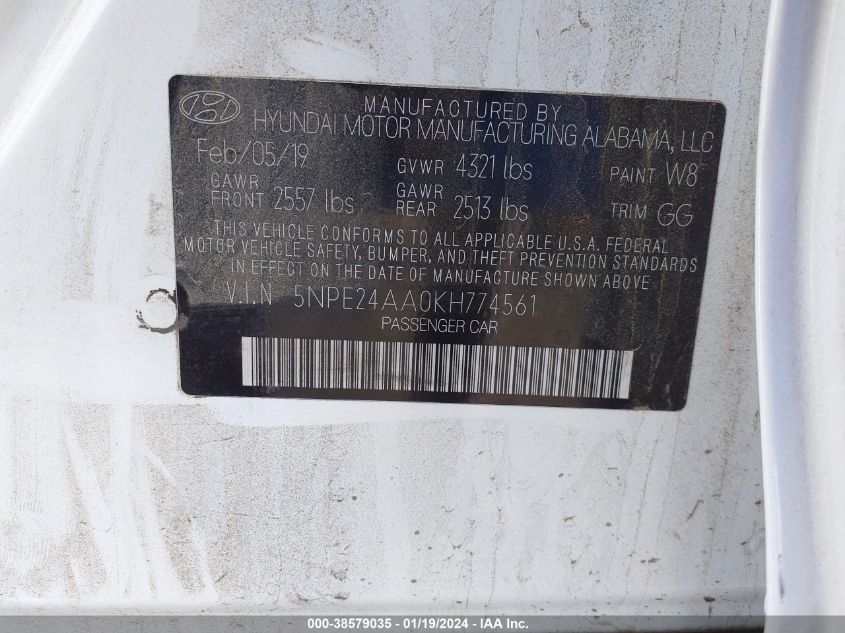 MANUFACTURED BY
HYUNDAI MOTOR MANUFACTURING ALABAMA, LLC
Feb/05/19 GVWR 4321 lbs PAINT W8
GAWR FRONT 2557 lbs GAWR REAR 2513 lbs TRIM GG
THIS VEHICLE CONFORMS TO ALL APPLICABLE U.S.A. FEDERAL
MOTOR VEHICLE SAFETY, BUMPER, AND THEFT PREVENTION STANDARDS
IN EFFECT ON THE DATE OF MANUFACTURE SHOWN ABOVE
V.I.N 5NPE24AA0KH774561
PASSENGER CAR
000-38579035 - 01/19/2024 - 1 OF 1